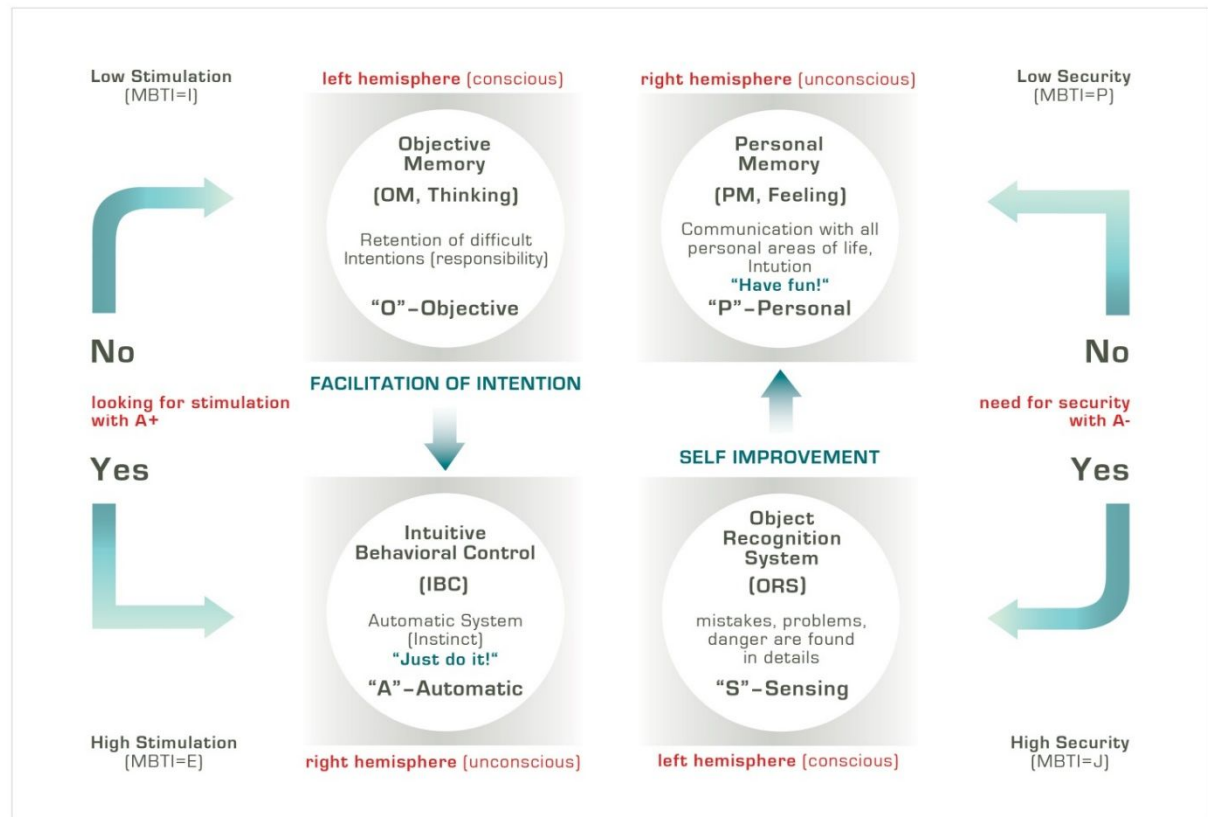 Low Stimulation
(MBTI=I)
left hemisphere (conscious)
right hemisphere (unconscious)
Low Security
(MBTI=P)
Objective
Memory
(OM, Thinking)
Retention of difficult
Intentions (responsibility)
“O”–Objective
Personal
Memory
(PM, Feeling)
Communication with all
personal areas of life,
Intution
"Have fun!“
“P”–Personal
No
looking for stimulation
with A+
Yes
FACILITATION OF INTENTION
SELF IMPROVEMENT
No
need for security
with A-
Yes
Intuitive
Behavioral Control
(IBC)
Automatic System
(Instinct)
"Just do it!“
“A”–Automatic
Object
Recognition
System
(ORS)
mistakes, problems,
danger are found
in details
“S”–Sensing
High Stimulation
(MBTI=E)
right hemisphere (unconscious)
left hemisphere (conscious)
High Security
(MBTI=J)